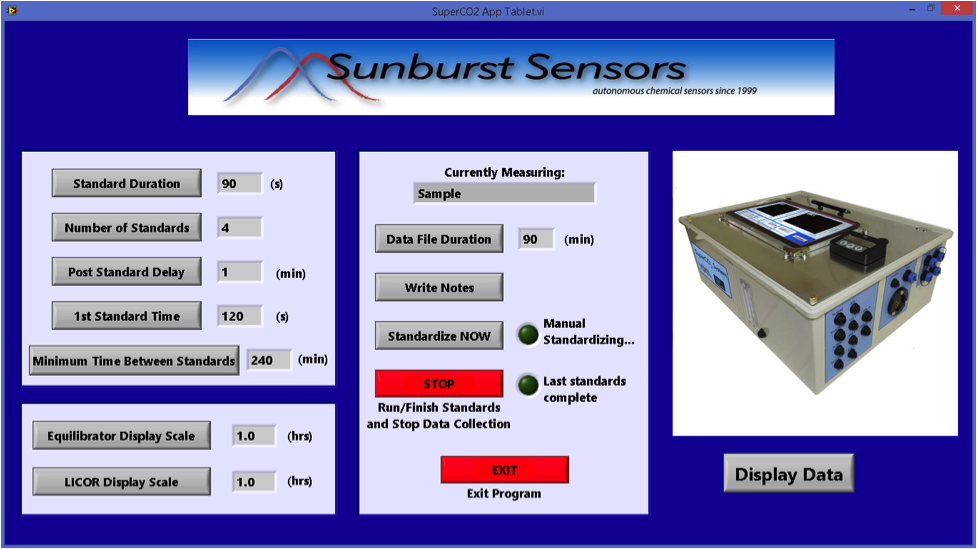 SuperCO2 App Tablet.vi
Sunburst Sensors
autonomous chemical sensors since 1999
Standard Duration 90 (s)
Number of Standards 4
Post Standard Delay 1 (min)
1st Standard Time 120 (s)
Minimum Time Between Standards 240 (min)
Equilibrator Display Scale 1.0 (hrs)
LICOR Display Scale 1.0 (hrs)
Currently Measuring:
Sample
Data File Duration 90 (min)
Write Notes
Standardize NOW
Manual
Standardizing...
STOP
Last standards
complete
Run/Finish Standards
and Stop Data Collection
EXIT
Exit Program
Display Data